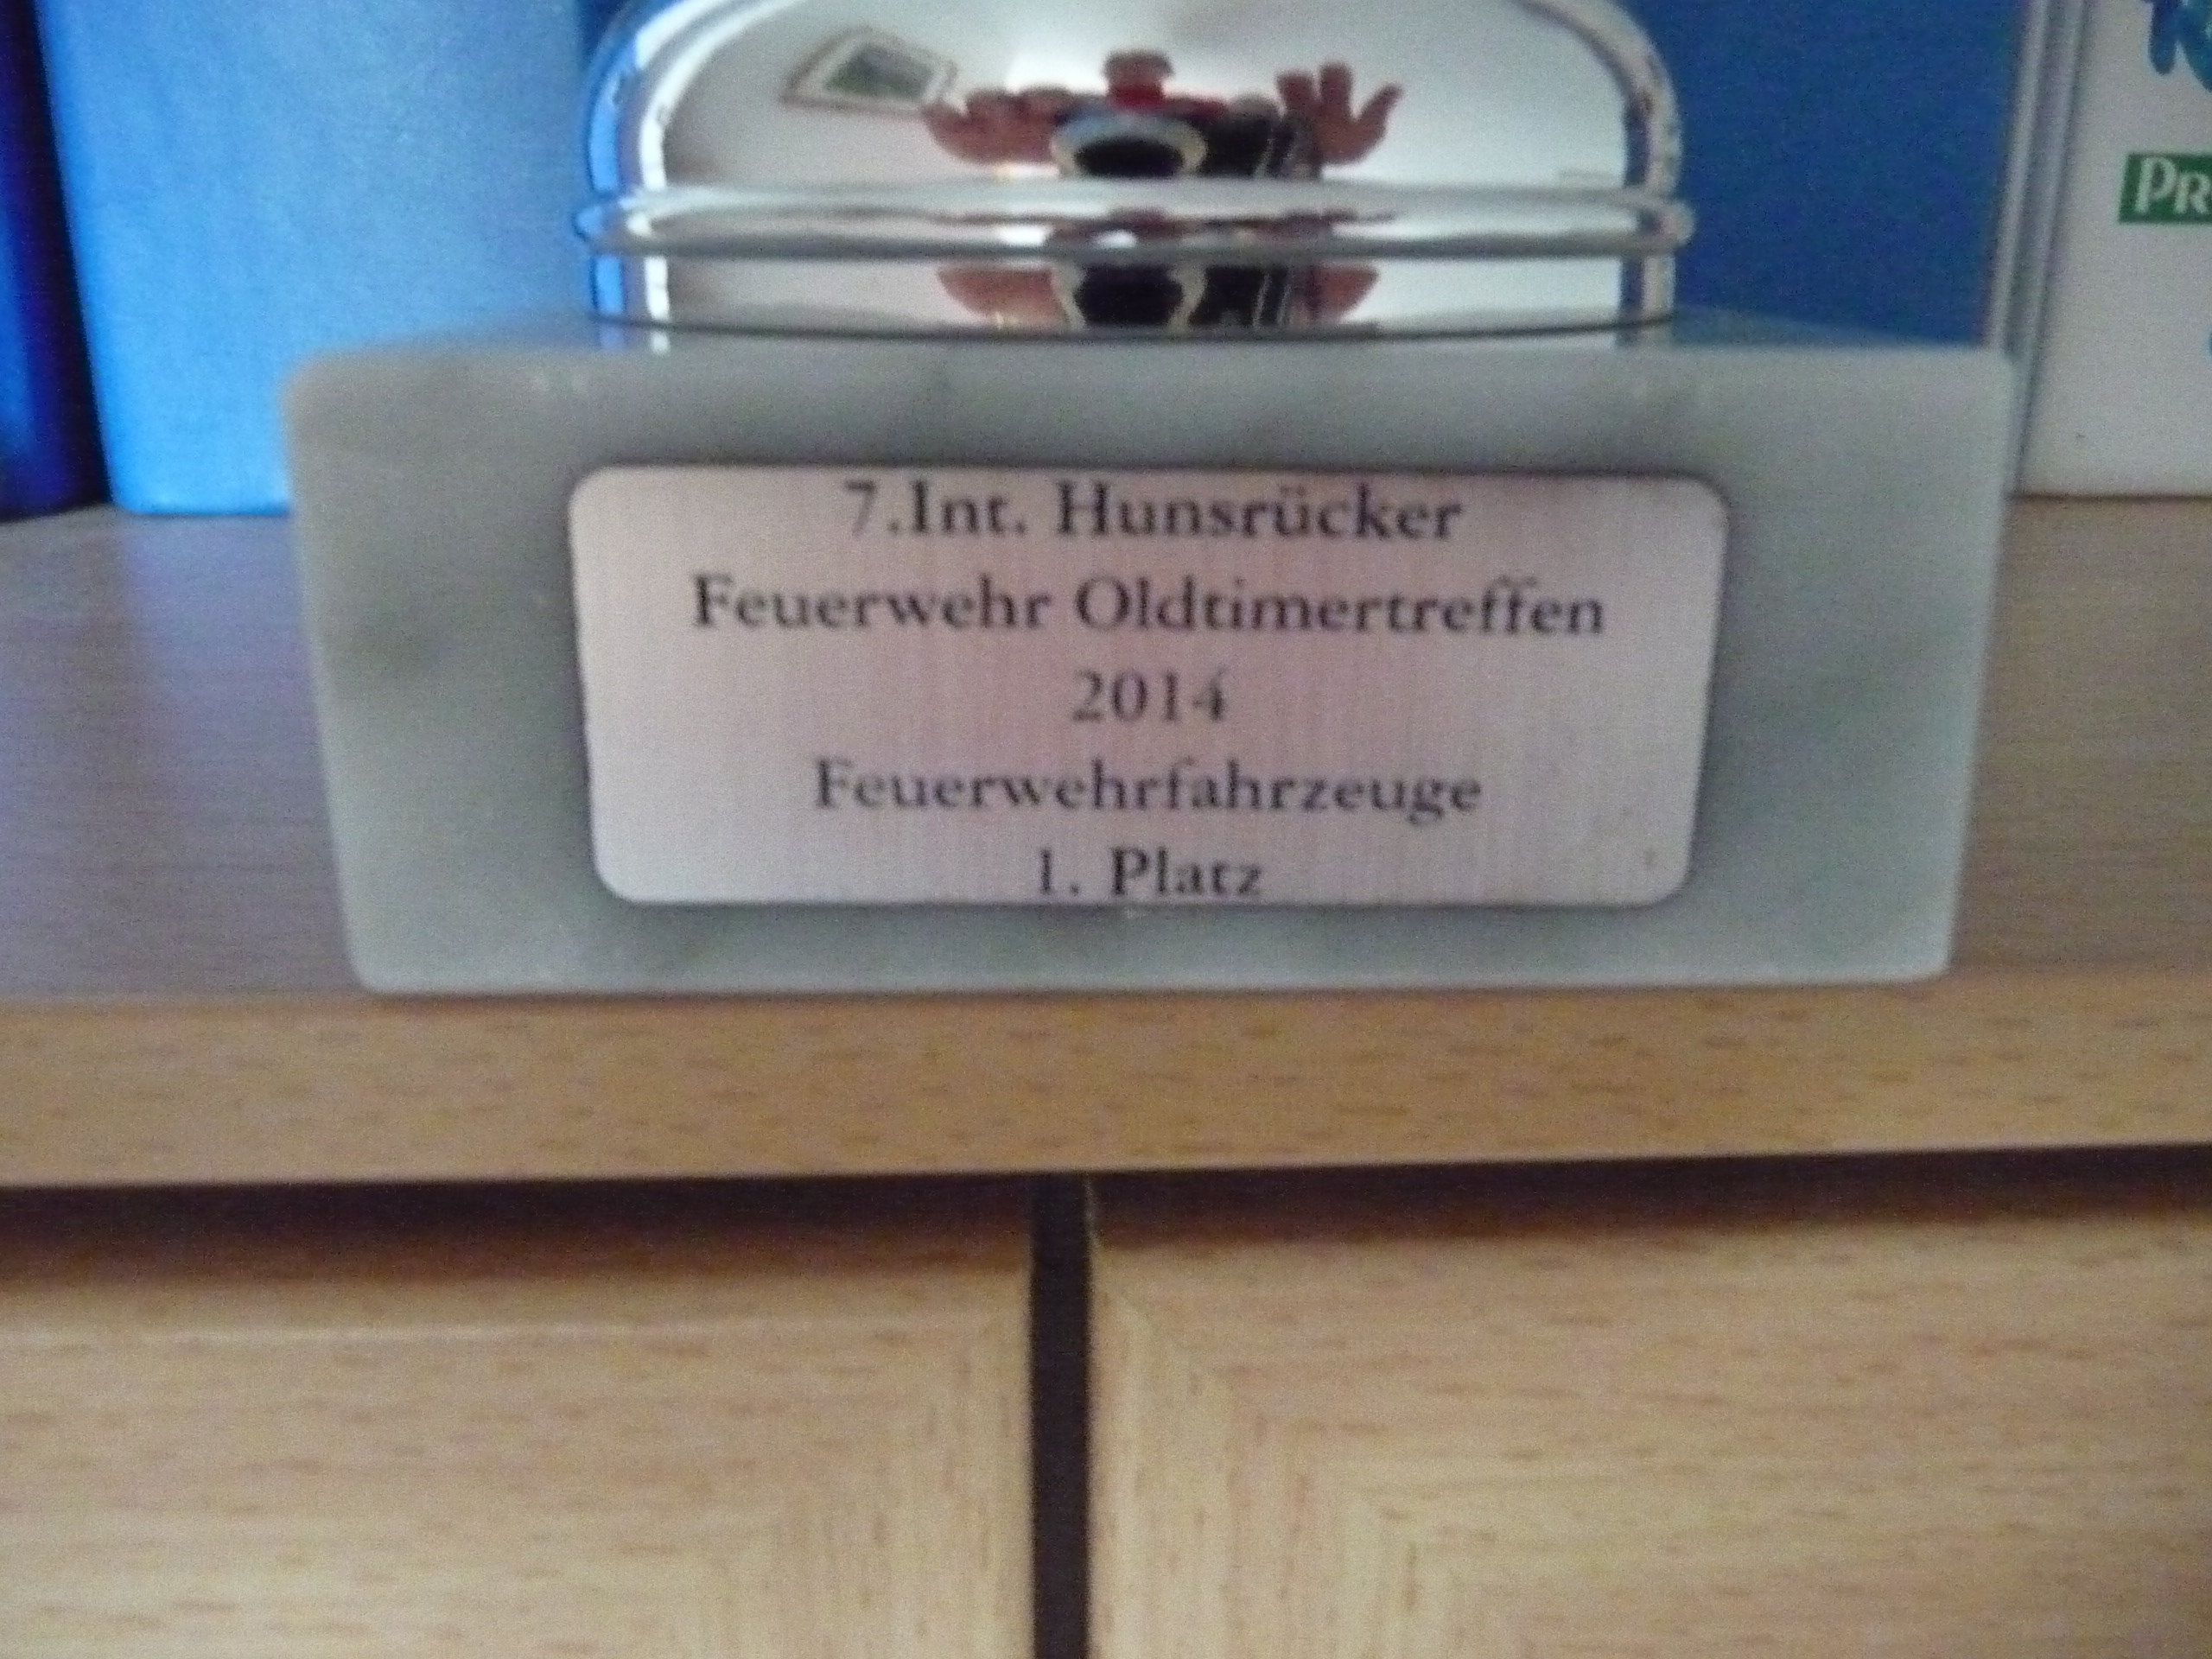 7.Int. Hunsrücker
Feuerwehr Oldtimertreffen
2014
Feuerwehrfahrzeuge
1. Platz